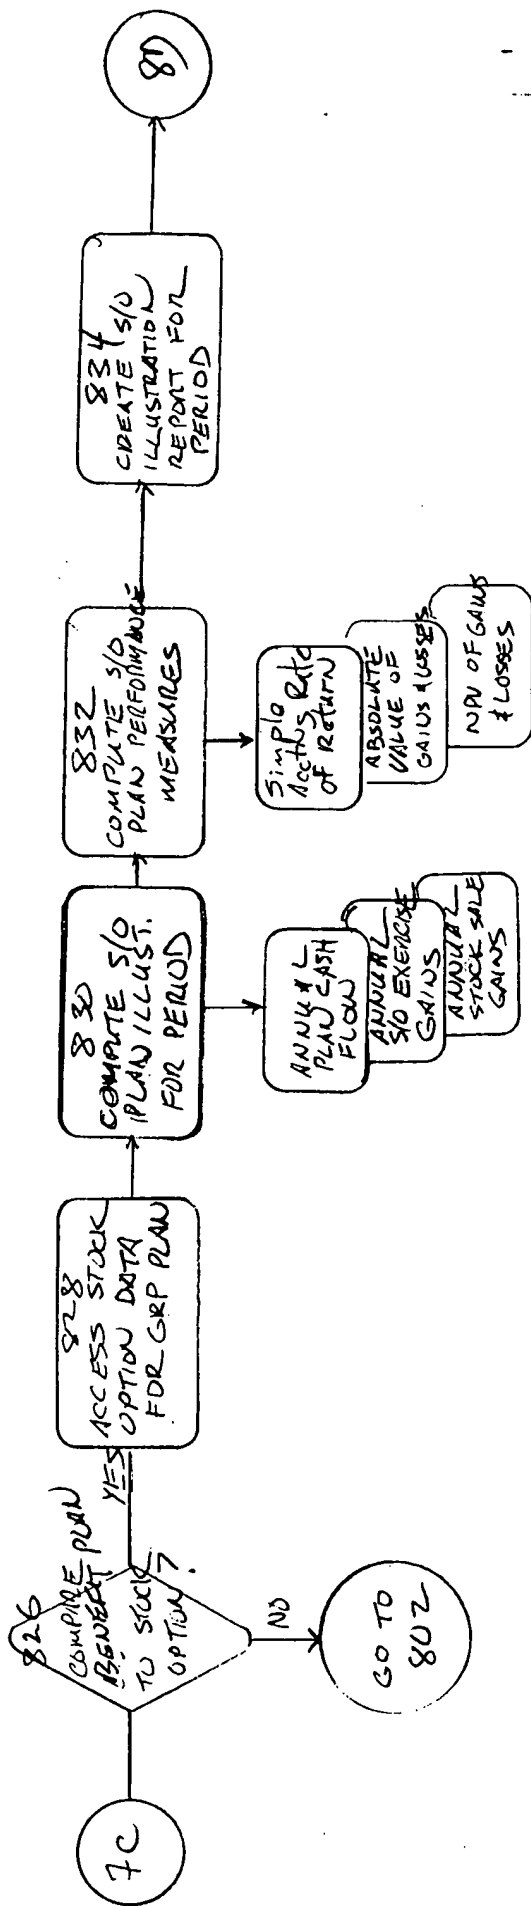 7C
826
COMPARE
BENEFIT PLAN
TO STOCK
OPTION?
YES
NO
GO TO
802
828
ACCESS STOCK
OPTION DATA
FOR GRP PLAN
830
COMPUTE S/O
PLAN ILLUST.
FOR PERIOD
ANNUAL
PLAN CASH
FLOW
ANNUAL
S/O EXERCISE
GAINS
ANNUAL
STOCK SALE
GAINS
832
COMPUTE S/O
PLAN PERFORMANCE
MEASURES
Simple
Acctng Rate
of Return
ABSOLUTE
VALUE OF
GAINS & LOSSES
NPV OF GAINS
& LOSSES
834
CREATE S/O
ILLUSTRATION
REPORT FOR
PERIOD